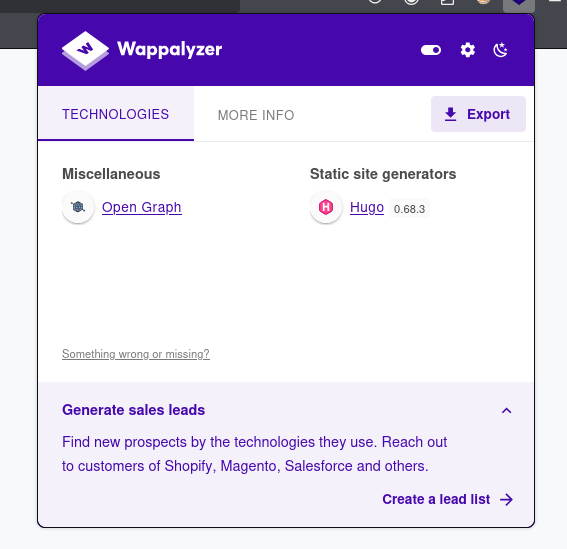 Wappalyzer
TECHNOLOGIES
MORE INFO
Export
Miscellaneous
Open Graph
Static site generators
Hugo 0.68.3
Something wrong or missing?
Generate sales leads
Find new prospects by the technologies they use. Reach out
to customers of Shopify, Magento, Salesforce and others.
Create a lead list